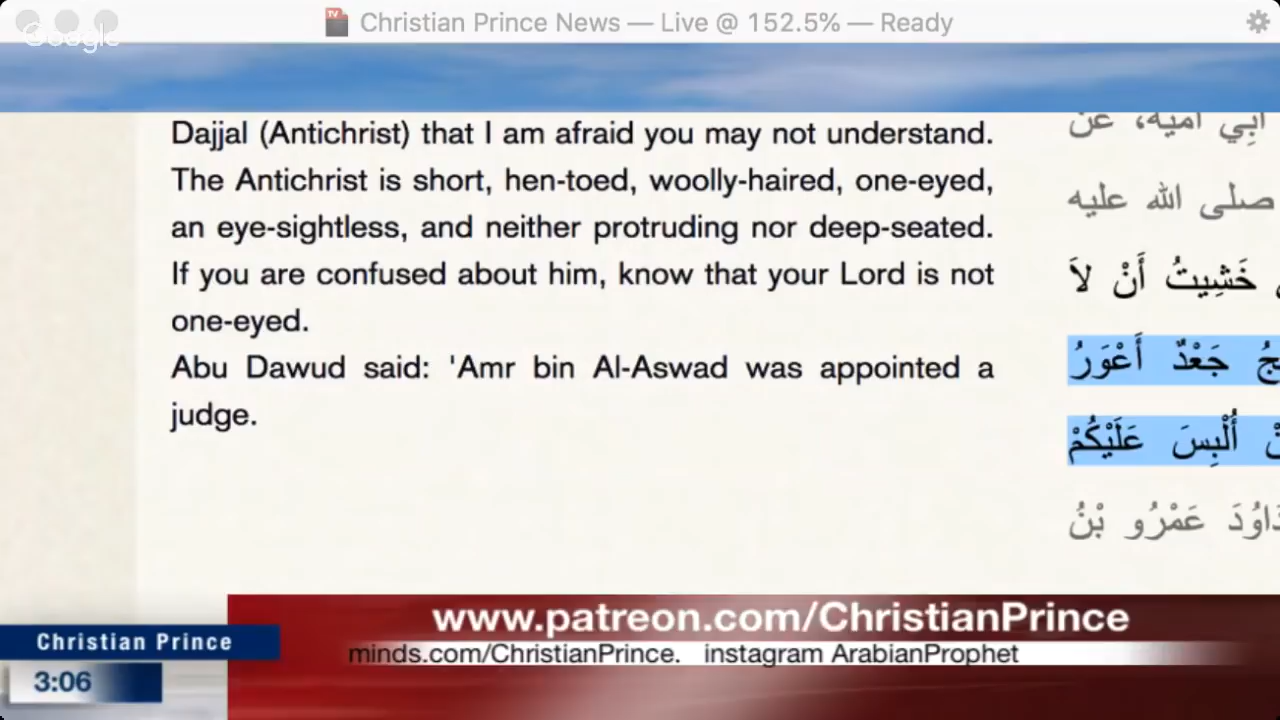 Google
Christian Prince News — Live @ 152.5% — Ready
Dajjal (Antichrist) that I am afraid you may not understand.
The Antichrist is short, hen-toed, woolly-haired, one-eyed,
an eye-sightless, and neither protruding nor deep-seated.
If you are confused about him, know that your Lord is not
one-eyed.
Abu Dawud said: 'Amr bin Al-Aswad was appointed a
judge.
أَبِي أُمَيَّةَ، عَنْ
صلى الله عليه
خَشِيتُ أَنْ لاَ
جَعْدٌ أَعْوَرُ
أُلْبِسَ عَلَيْكُمْ
عَمْرُو بْنُ
www.patreon.com/ChristianPrince
minds.com/ChristianPrince. instagram ArabianProphet
Christian Prince
3:06